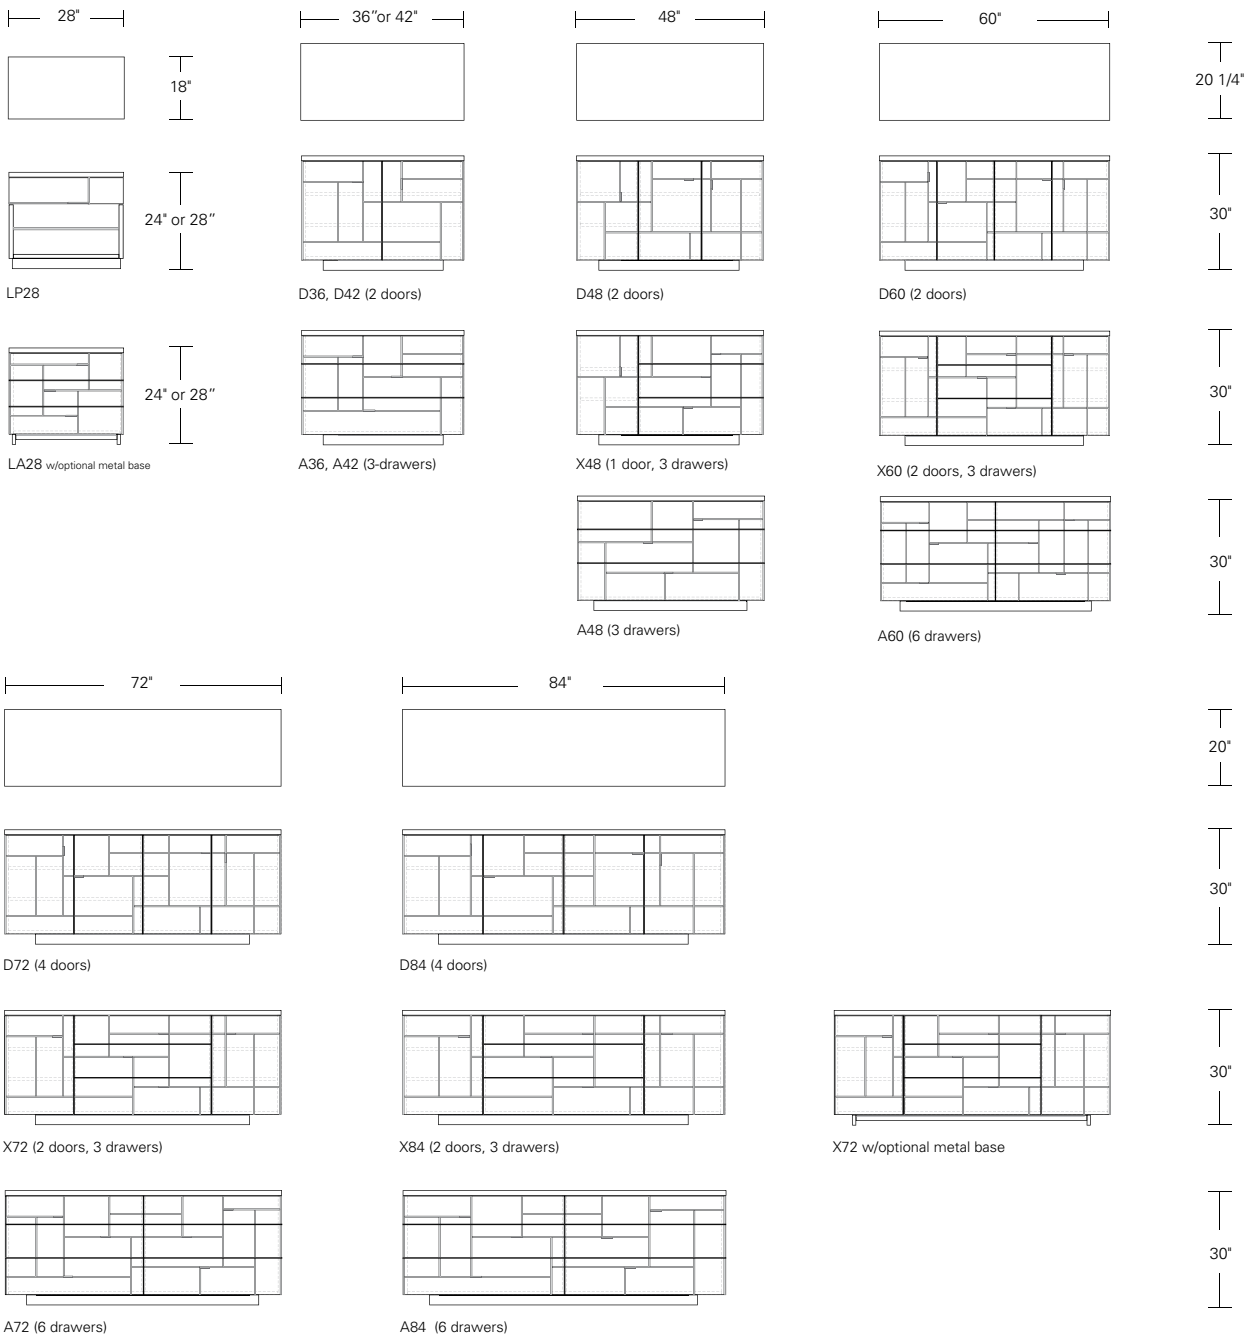 28"
36”or 42"
48"
60"
18"
20 1/4"
24" or 28”
30"
LP28
D36, D42 (2 doors)
D48 (2 doors)
D60 (2 doors)
24" or 28”
30"
LA28 w/optional metal base
A36, A42 (3-drawers)
X48 (1 door, 3 drawers)
X60 (2 doors, 3 drawers)
30"
A48 (3 drawers)
A60 (6 drawers)
72"
84"
20"
30"
D72 (4 doors)
D84 (4 doors)
30"
X72 (2 doors, 3 drawers)
X84 (2 doors, 3 drawers)
X72 w/optional metal base
30"
A72 (6 drawers)
A84 (6 drawers)